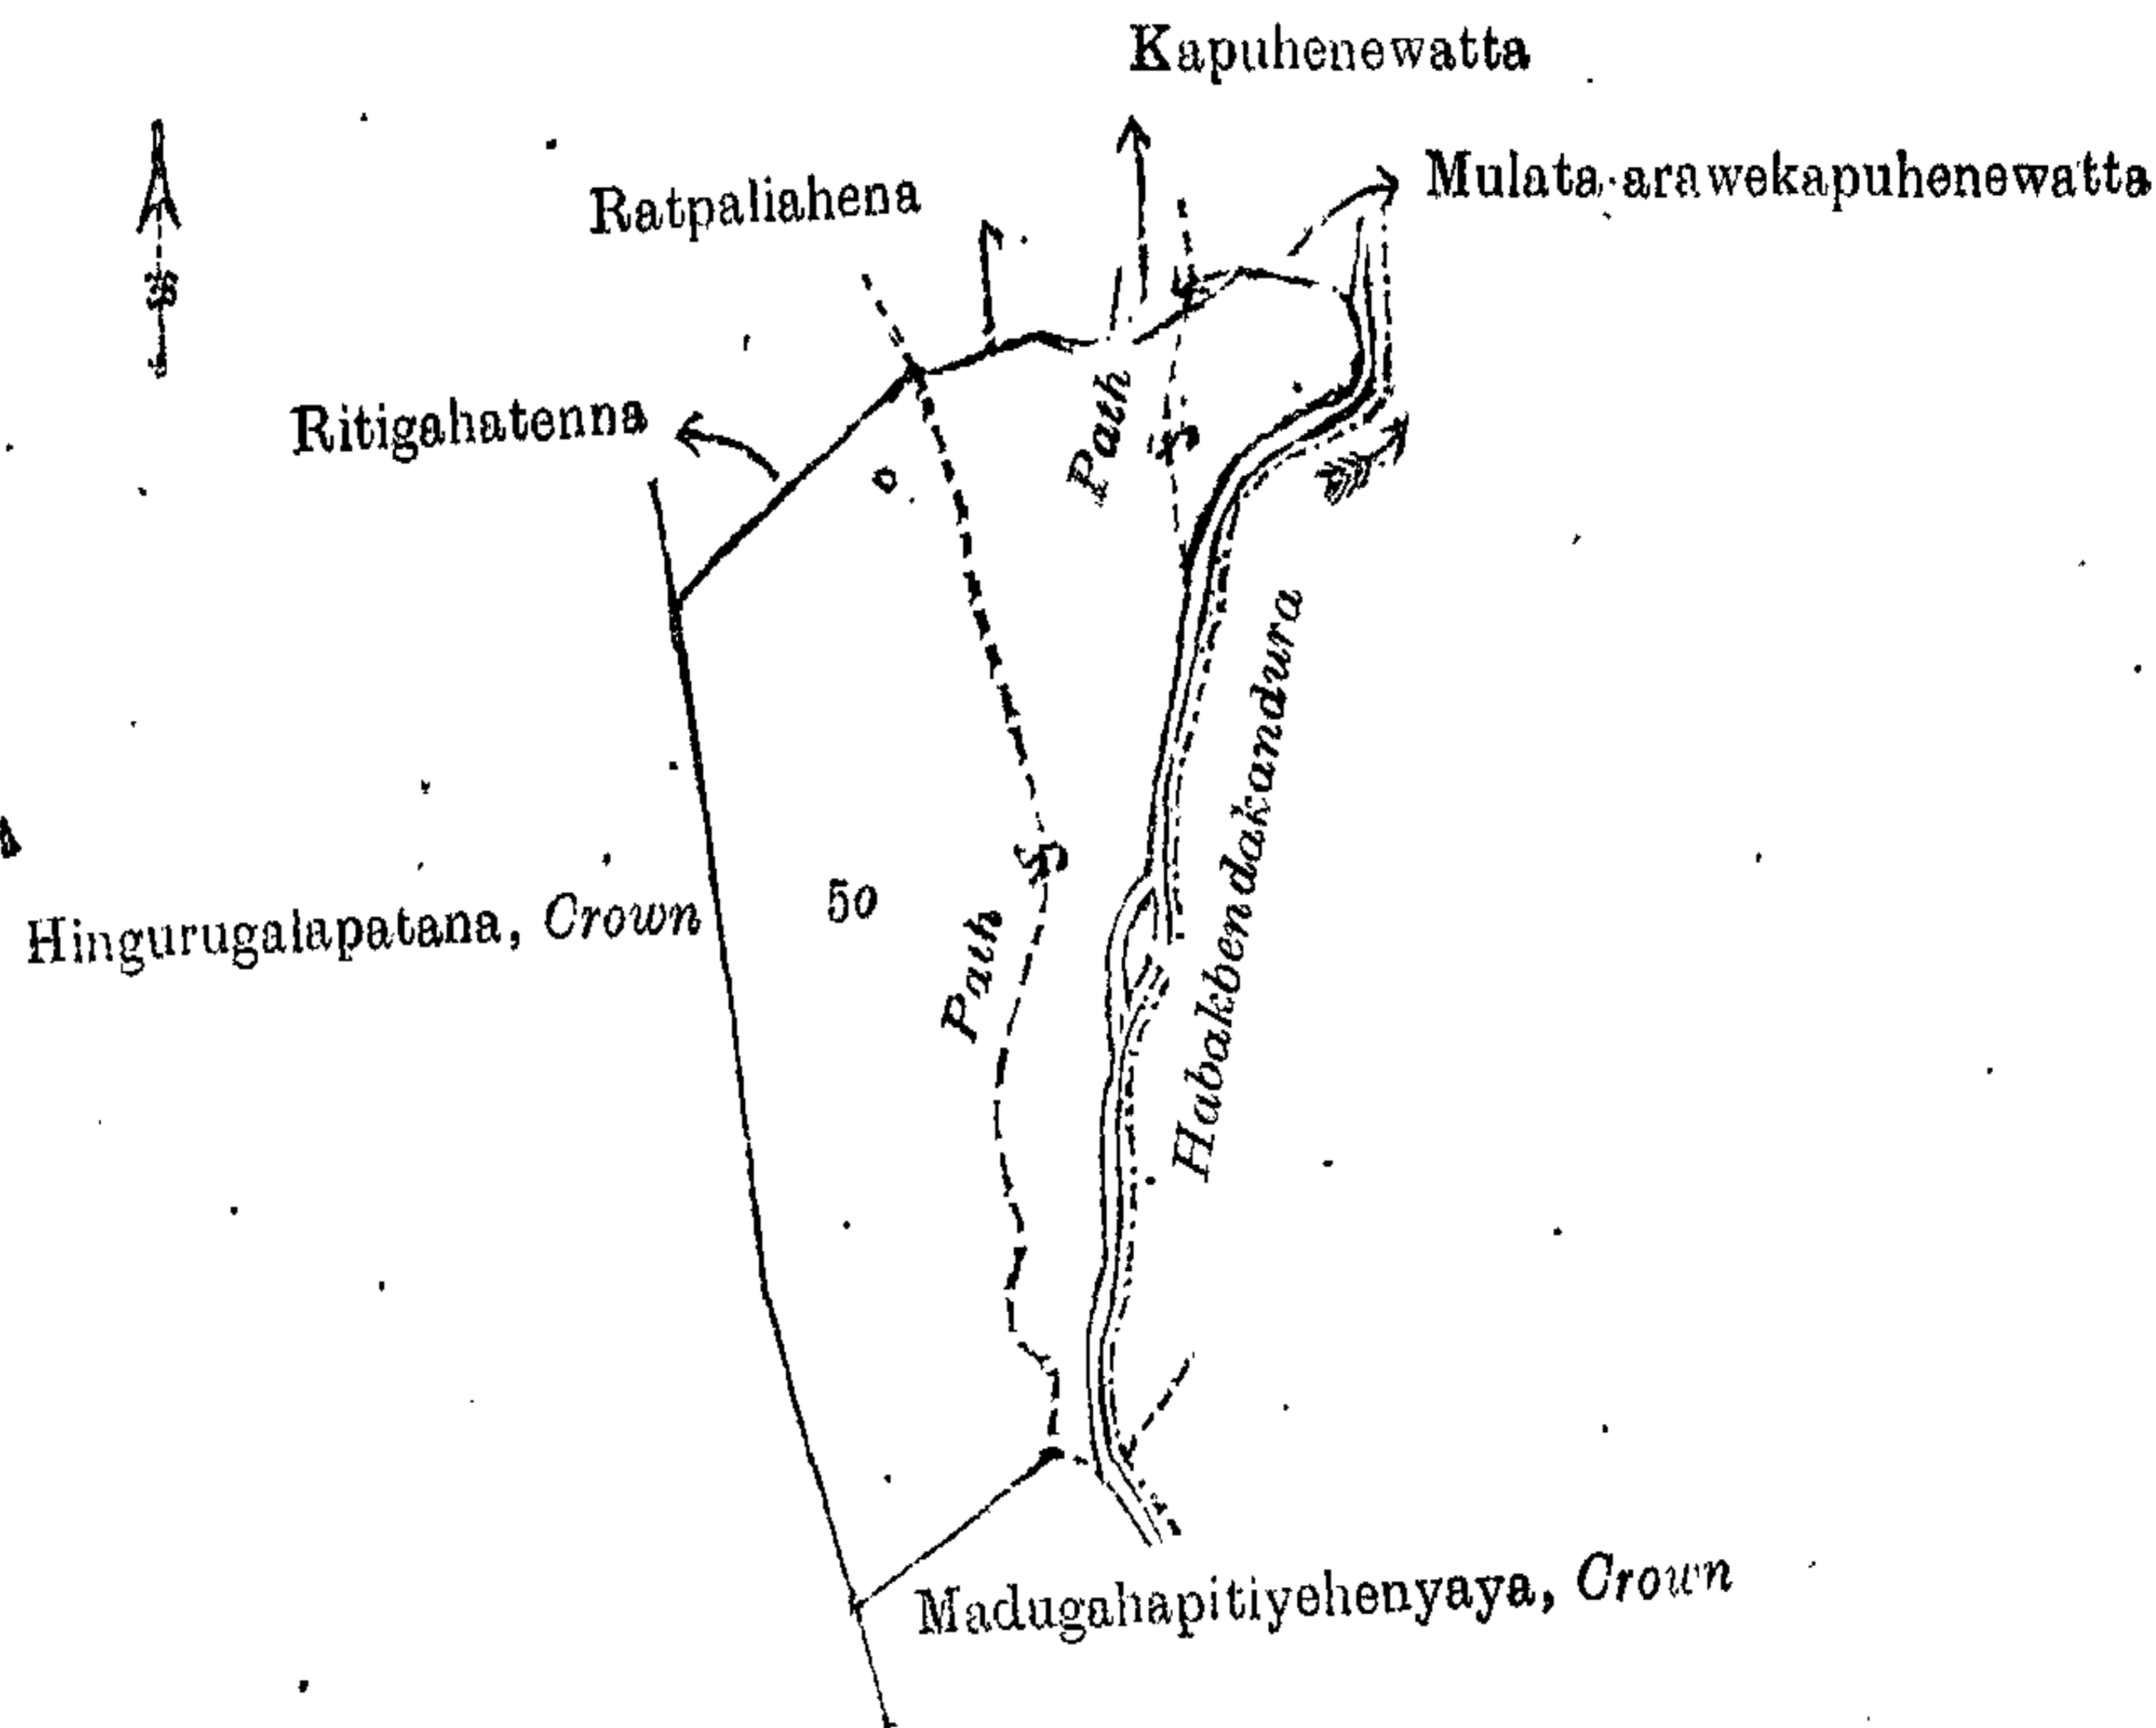 Kapuhenewatta
Mulata-arawekapuhenewatta
Ratpaliahena
Ritigahatenna
Path
Habakbendakandura
50
Path
Hingurugalapatana, Crown
Madugahapitiyehenyaya, Crown